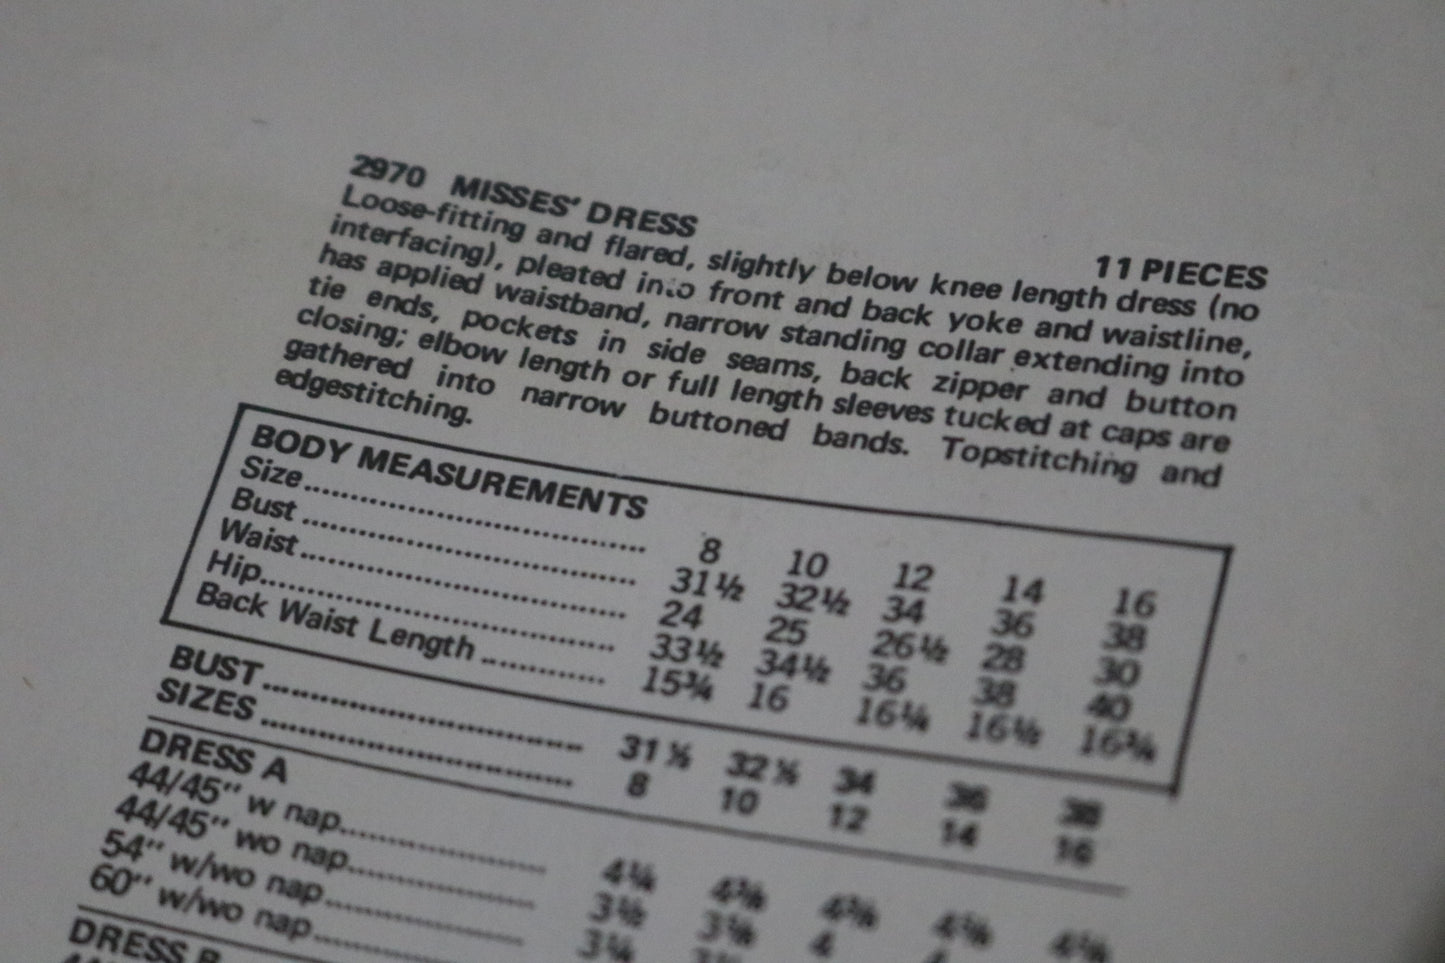 2970 MISSES' DRESS 11 PIECES
Loose-fitting and flared, slightly below knee length dress (no
interfacing), pleated into front and back yoke and waistline,
has applied waistband, narrow standing collar extending into
tie ends, pockets in side seams, back zipper and button
closing; elbow length or full length sleeves tucked at caps are
gathered into narrow buttoned bands. Topstitching and
edgestitching.
BODY MEASUREMENTS
Size 8 10 12 14 16
Bust 31½ 32½ 34 36 38
Waist 24 25 26½ 28 30
Hip 33½ 34½ 36 38 40
Back Waist Length 15¾ 16 16¼ 16½ 16¾
BUST 31½ 32½ 34 36 38
SIZES 8 10 12 14 16
DRESS A
44/45" w nap
44/45" wo nap
54" w/wo nap
60" w/wo nap
DRESS B